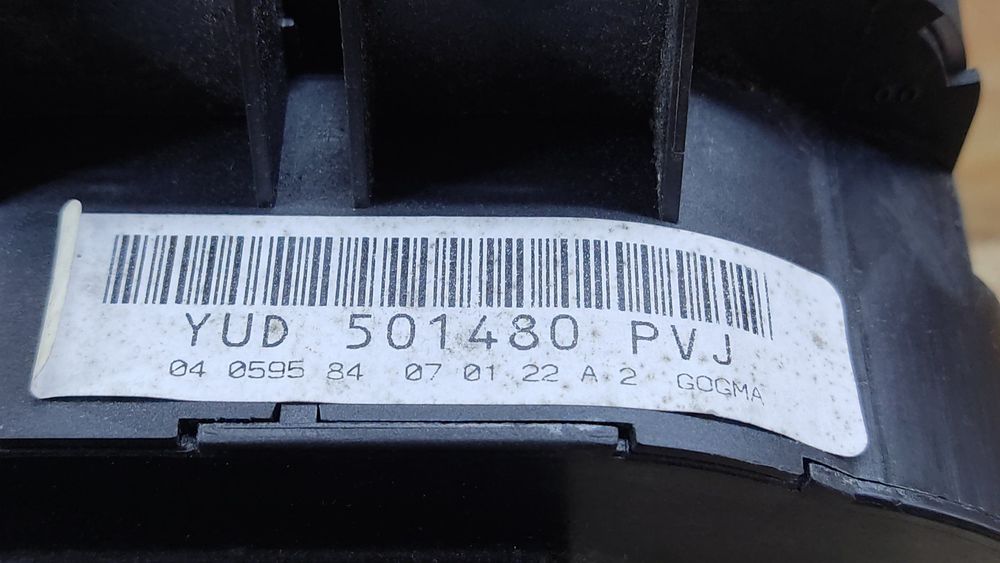 YUD 501480 PVJ
04 0595 84 07 01 22 A 2 GOGMA